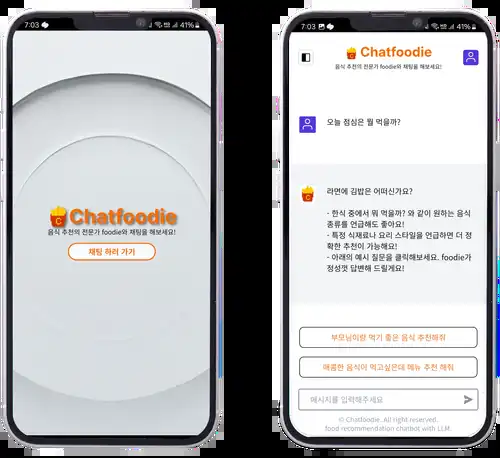 7:03
41%
Chatfoodie
음식 추천의 전문가 foodie와 채팅을 해보세요!
채팅 하러 가기
7:03
41%
Chatfoodie
음식 추천의 전문가 foodie와 채팅을 해보세요!
오늘 점심은 뭘 먹을까?
라면에 김밥은 어떠신가요?
- 한식 중에서 뭐 먹을까? 와 같이 원하는 음식
종류를 언급해도 좋아요!
- 특정 식재료나 요리 스타일을 언급하면 더 정
확한 추천이 가능해요!
- 아래의 예시 질문을 클릭해보세요. foodie가
정성껏 답변해 드릴게요!
부모님이랑 먹기 좋은 음식 추천해줘
매콤한 음식이 먹고싶은데 메뉴 추천 해줘
메시지를 입력해주세요
© Chatfoodie. All right reserved.
food recommendation chatbot with LLM.